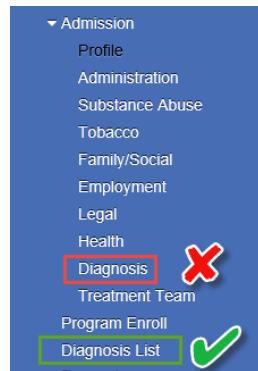 Admission
Profile
Administration
Substance Abuse
Tobacco
Family/Social
Employment
Legal
Health
Diagnosis
Treatment Team
Program Enroll
Diagnosis List